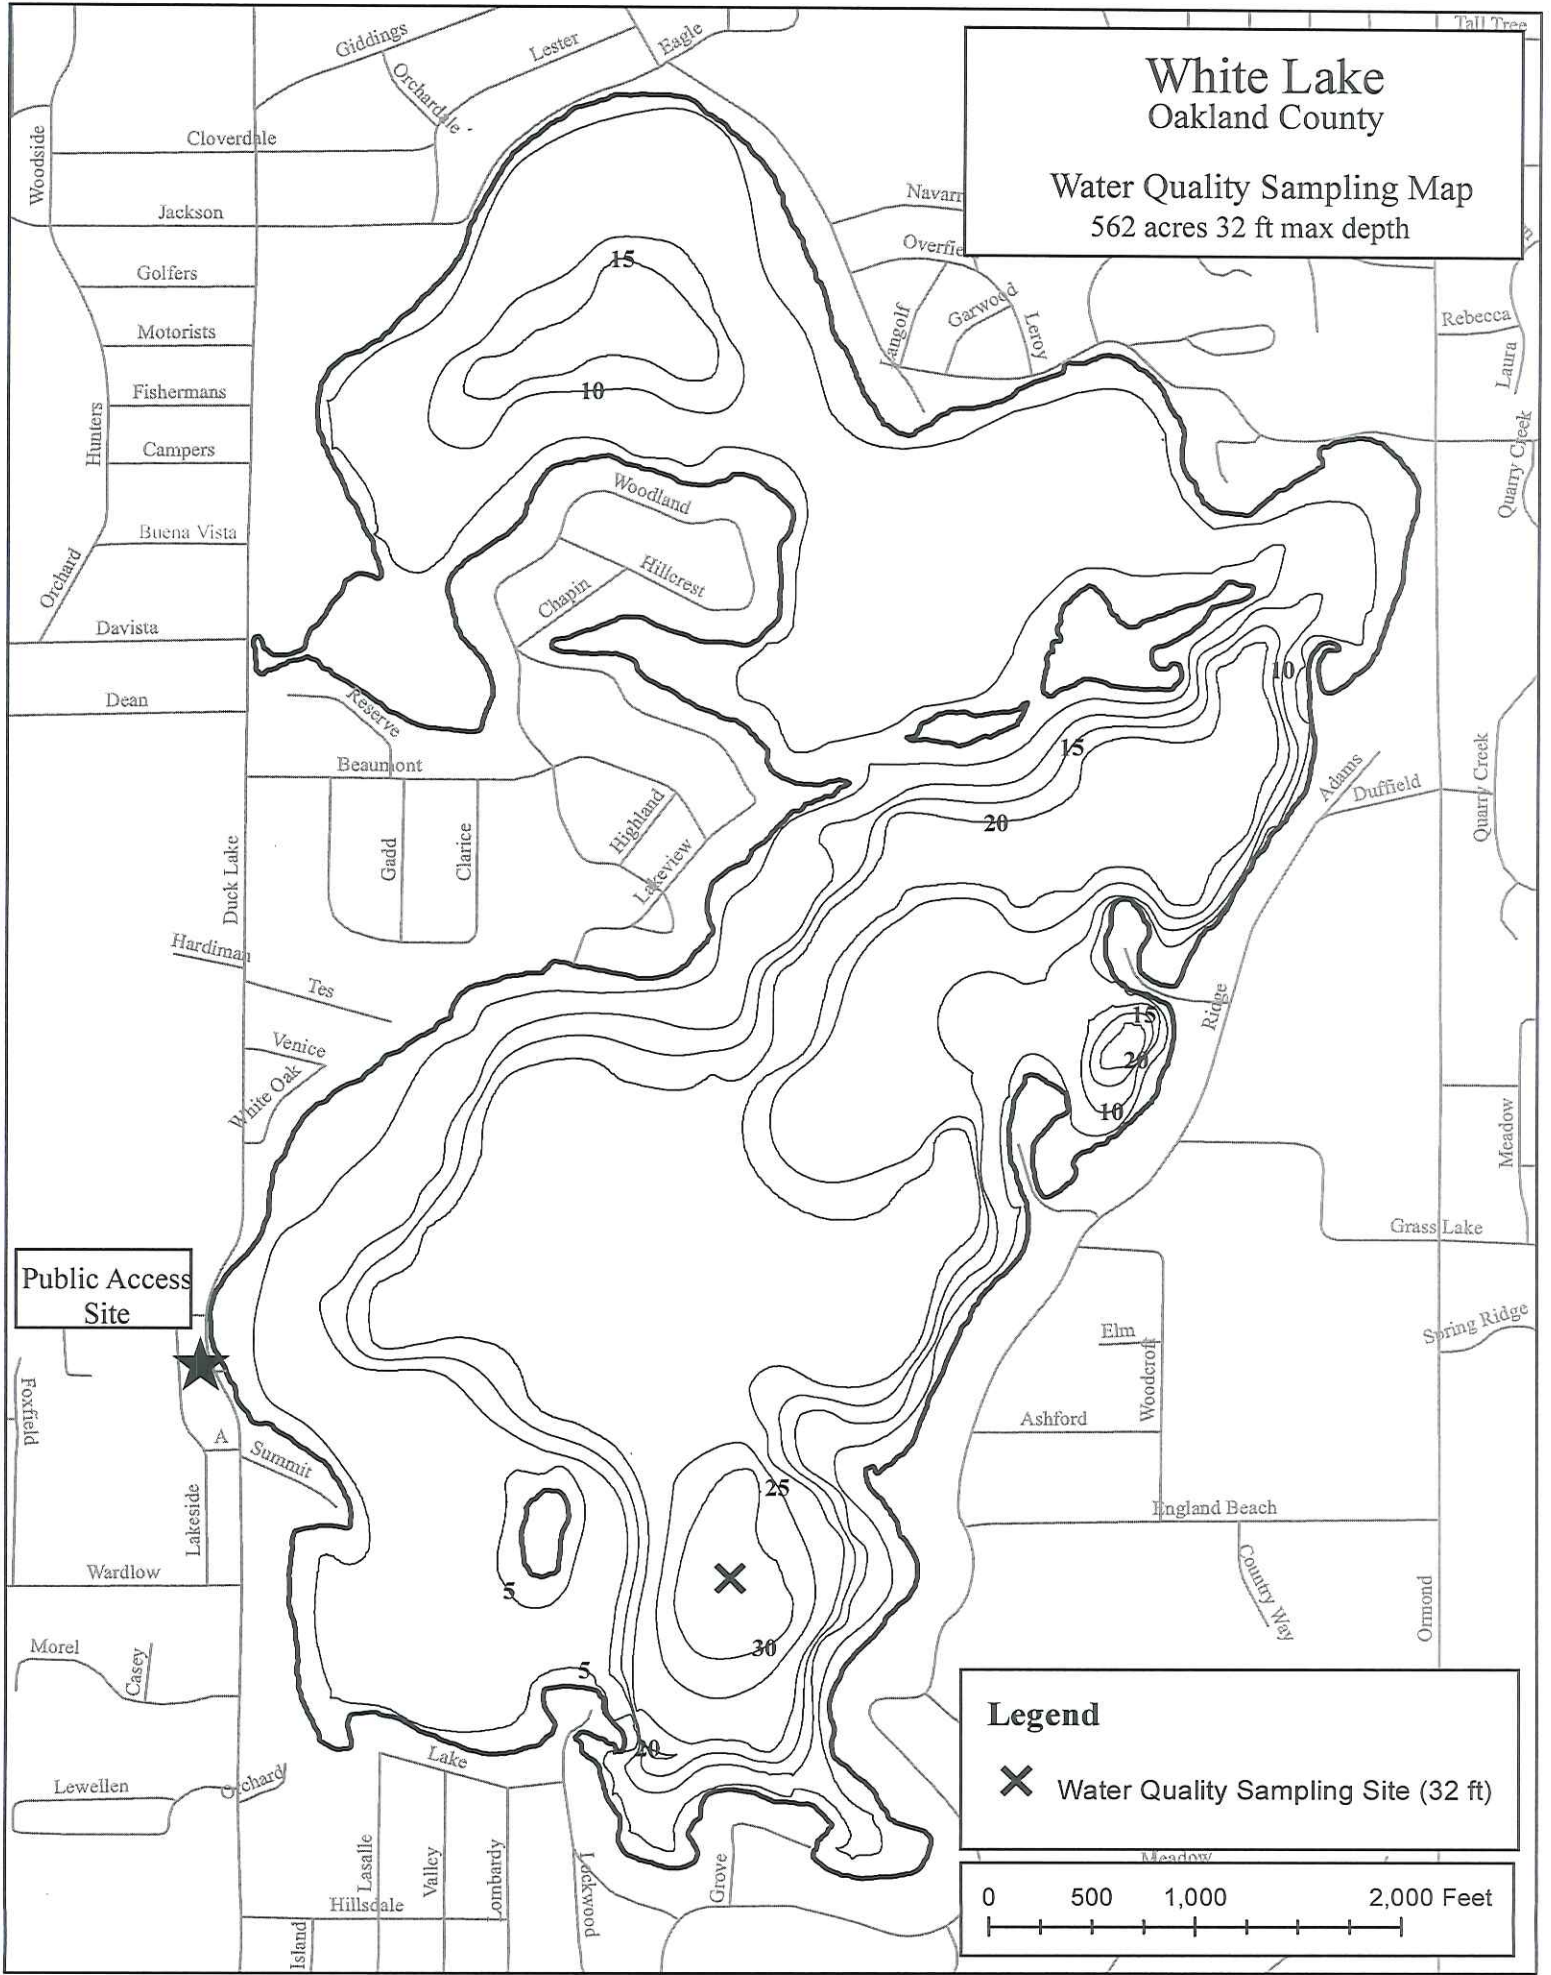 Tall Tree
White Lake
Oakland County
Water Quality Sampling Map
562 acres 32 ft max depth
Giddings
Lester
Eagle
Orchardale
Woodside
Cloverdale
Jackson
Navarr
Overfie
Golfers
15
Langolf
Garwood
Leroy
Rebecca
Laura
Motorists
Fishermans
10
Hunters
Campers
Quarry Creek
Woodland
Buena Vista
Orchard
Hillcrest
Chapin
Davista
10
Dean
Reserve
15
Beaumont
Adams
Duffield
Quarry Creek
Highland
20
Gadd
Clarice
Lakeview
Duck Lake
Hardiman
Tes
Ridge
15
Venice
20
White Oak
10
Meadow
Grass Lake
Public Access
Site
Spring Ridge
Elm
Woodcroft
Foxfield
Ashford
A
Summit
25
Lakeside
England Beach
Wardlow
5
Country Way
Ormond
Morel
Casey
30
5
Legend
20
Lake
Water Quality Sampling Site (32 ft)
Lewellen
Orchard
Lasalle
Valley
Lombardy
Lockwood
Grove
Meadow
Hillsdale
Island
0 500 1,000 2,000 Feet